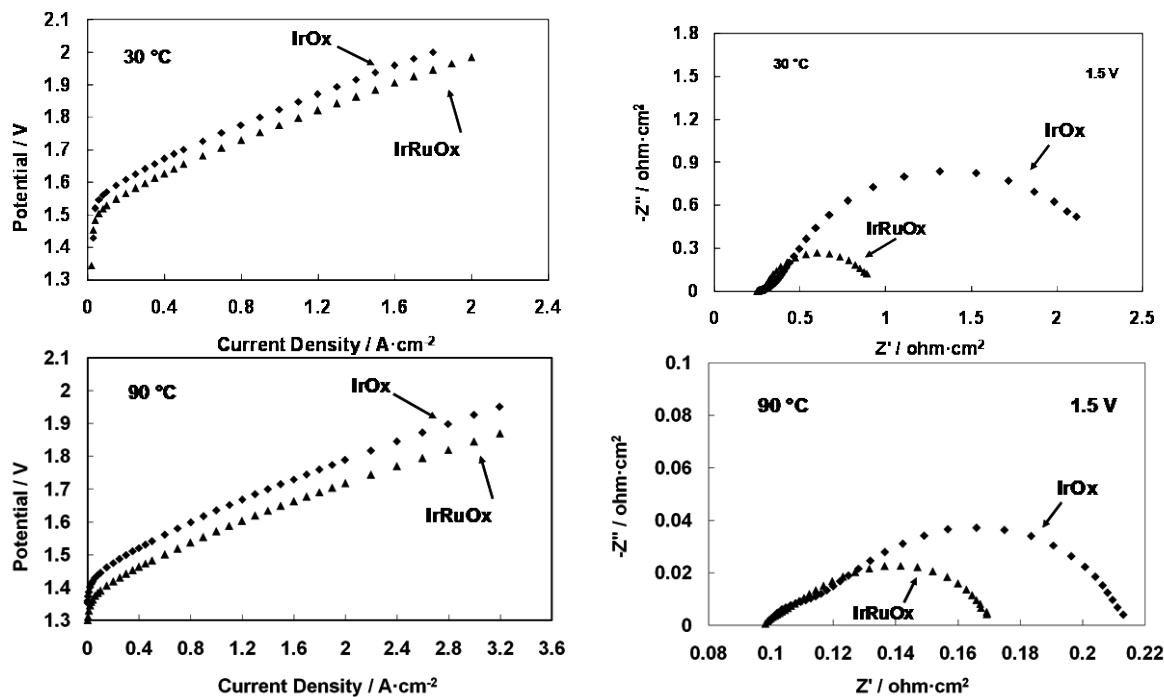 2.1
2
1.9
1.8
1.7
1.6
1.5
1.4
1.3
Potential / V
30 °C
IrOx
IrRuOx
0 0.4 0.8 1.2 1.6 2 2.4
Current Density / A·cm-2
1.8
1.5
1.2
0.9
0.6
0.3
0
-Z" / ohm·cm2
30 °C
1.5 V
IrOx
IrRuOx
0 0.5 1 1.5 2 2.5
Z' / ohm·cm2
2.1
2
1.9
1.8
1.7
1.6
1.5
1.4
1.3
Potential / V
90 °C
IrOx
IrRuOx
0 0.4 0.8 1.2 1.6 2 2.4 2.8 3.2 3.6
Current Density / A·cm-2
0.1
0.08
0.06
0.04
0.02
0
-Z" / ohm·cm2
90 °C
1.5 V
IrOx
IrRuOx
0.08 0.1 0.12 0.14 0.16 0.18 0.2 0.22
Z' / ohm·cm2